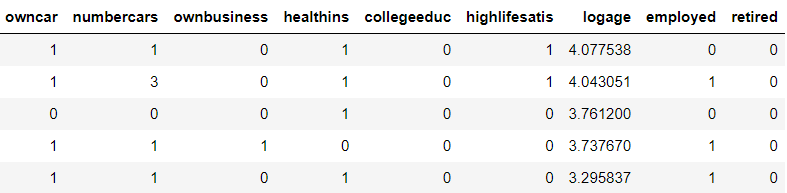 owncar numbercars ownbusiness healthins collegeeduc highlifesatis logage employed retired
1 1 0 1 0 1 4.077538 0 0
1 3 0 1 0 1 4.043051 1 0
0 0 0 1 0 0 3.761200 0 0
1 1 1 0 0 0 3.737670 1 0
1 1 0 1 0 0 3.295837 1 0